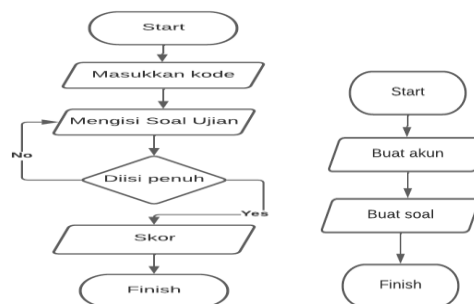 Start
Masukkan kode
Mengisi Soal Ujian
No
Diisi penuh
Yes
Skor
Finish
Start
Buat akun
Buat soal
Finish